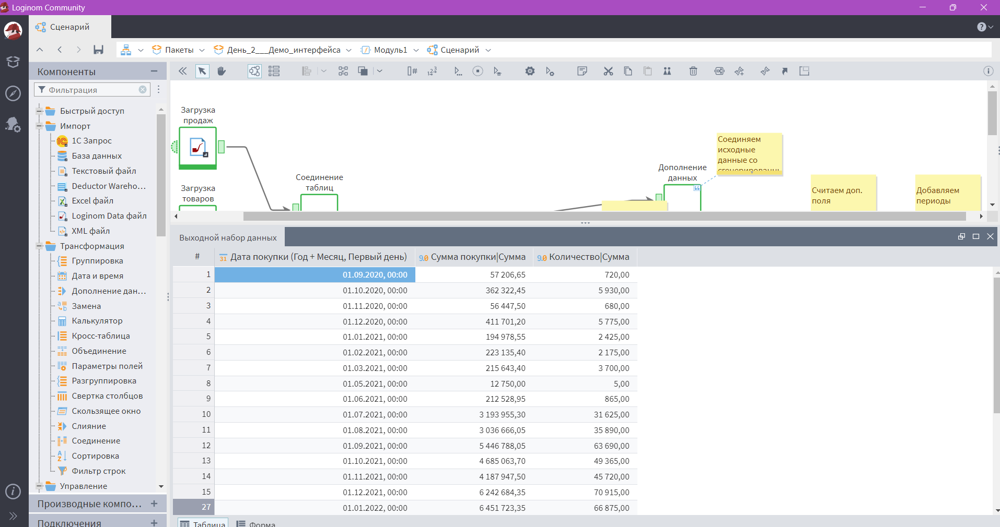 Loginom Community
Сценарий
Пакеты
День_2___Демо_интерфейса
Модуль1
Сценарий
Компоненты
Фильтрация
Быстрый доступ
Импорт
1С Запрос
База данных
Текстовый файл
Deductor Wareho...
Excel файл
Loginom Data файл
XML файл
Трансформация
Группировка
Дата и время
Дополнение дан...
Замена
Калькулятор
Кросс-таблица
Объединение
Параметры полей
Разгруппировка
Свертка столбцов
Скользящее окно
Слияние
Соединение
Сортировка
Фильтр строк
Управление
Производные компо...
Подключения
Загрузка
продаж
Загрузка
товаров
Соединение
таблиц
Дополнение
данных
Соединяем
исходные
данные со
Считаем доп.
поля
Добавляем
периоды
Выходной набор данных
# 31 Дата покупки (Год + Месяц, Первый день) 9.0 Сумма покупки|Сумма 9.0 Количество|Сумма
1 01.09.2020, 00:00 57 206,65 720,00
2 01.10.2020, 00:00 362 322,45 5 930,00
3 01.11.2020, 00:00 56 447,50 680,00
4 01.12.2020, 00:00 411 701,20 5 775,00
5 01.01.2021, 00:00 194 978,55 2 425,00
6 01.02.2021, 00:00 223 135,40 2 175,00
7 01.03.2021, 00:00 215 643,40 3 700,00
8 01.05.2021, 00:00 12 750,00 5,00
9 01.06.2021, 00:00 212 528,95 865,00
10 01.07.2021, 00:00 3 193 955,30 31 625,00
11 01.08.2021, 00:00 3 036 666,05 35 890,00
12 01.09.2021, 00:00 5 446 788,05 63 690,00
13 01.10.2021, 00:00 4 685 063,70 49 365,00
14 01.11.2021, 00:00 4 187 947,50 45 720,00
15 01.12.2021, 00:00 6 242 684,35 70 915,00
27 01.01.2022, 00:00 6 451 723,35 66 875,00
Таблица
Форма